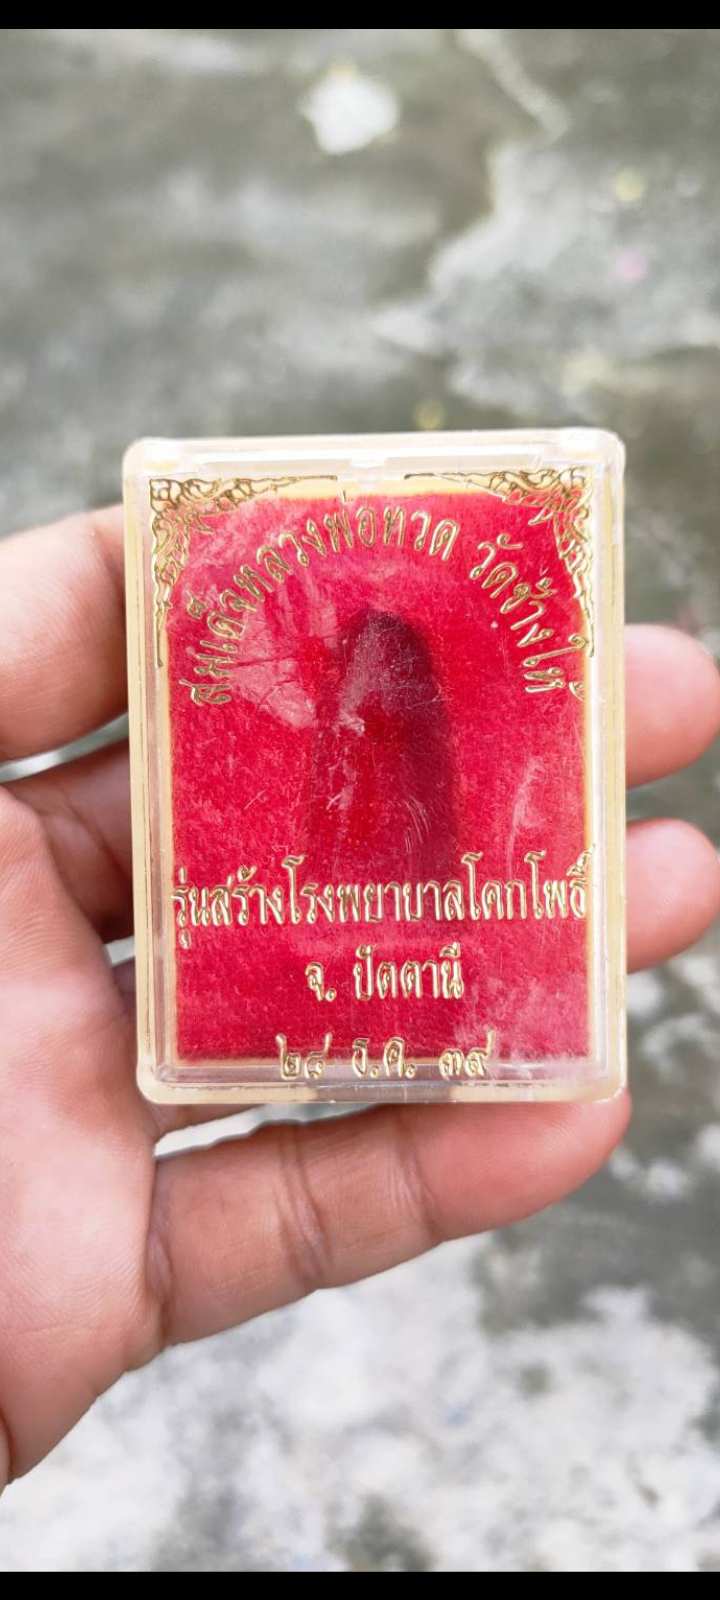 สมเด็จหลวงพ่อทวด วัดช้างให้
รุ่นสร้างโรงพยาบาลโคกโพธิ์
จ. ปัตตานี
๒๘ ธ.ค. ๓๙